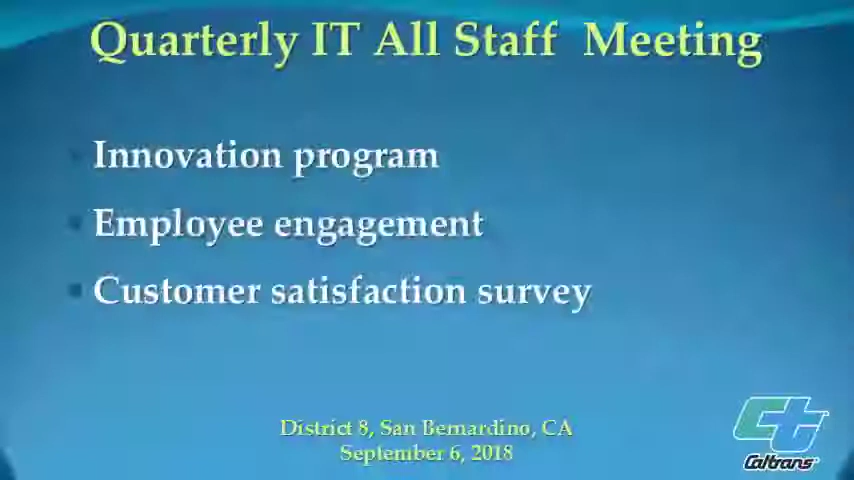 Quarterly IT All Staff Meeting
Innovation program
Employee engagement
Customer satisfaction survey
District 8, San Bernardino, CA
September 6, 2018
ct
Caltrans